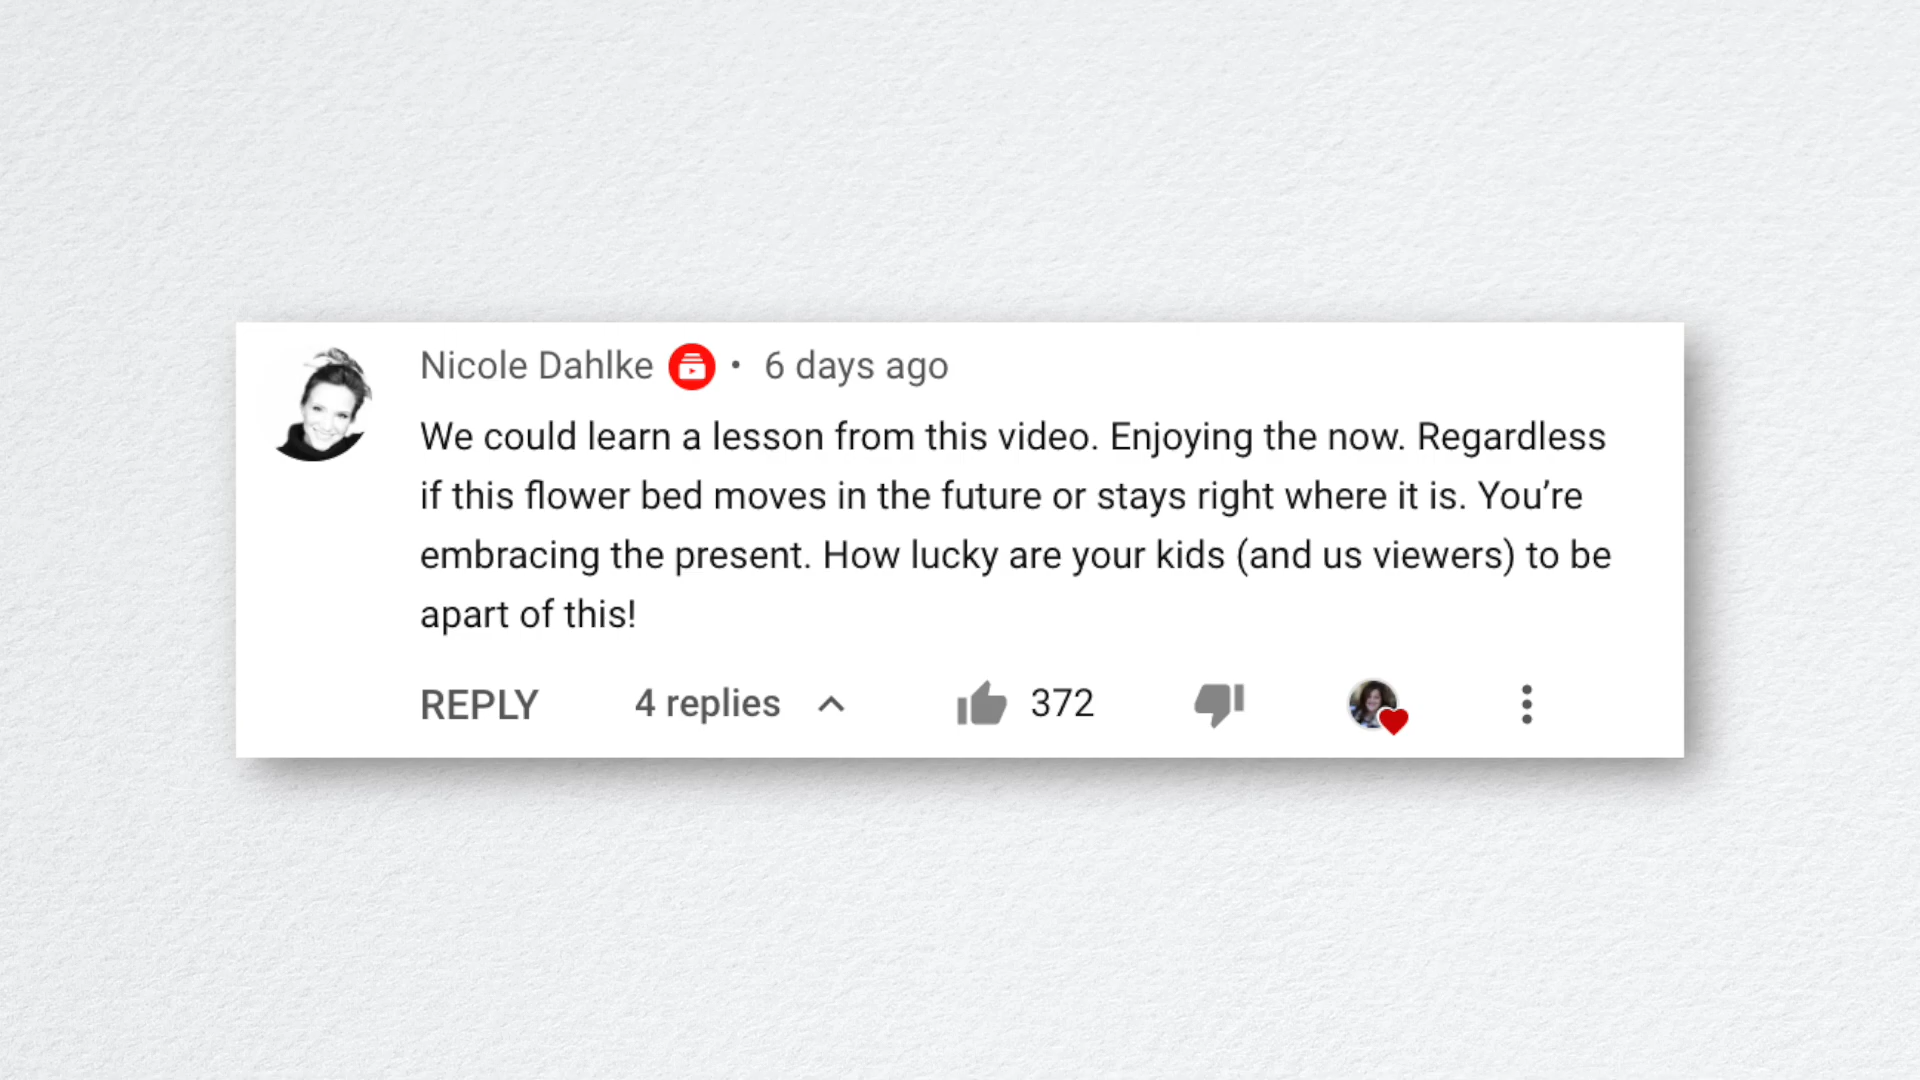 Nicole Dahlke • 6 days ago
We could learn a lesson from this video. Enjoying the now. Regardless
if this flower bed moves in the future or stays right where it is. You’re
embracing the present. How lucky are your kids (and us viewers) to be
apart of this!
REPLY 4 replies 372